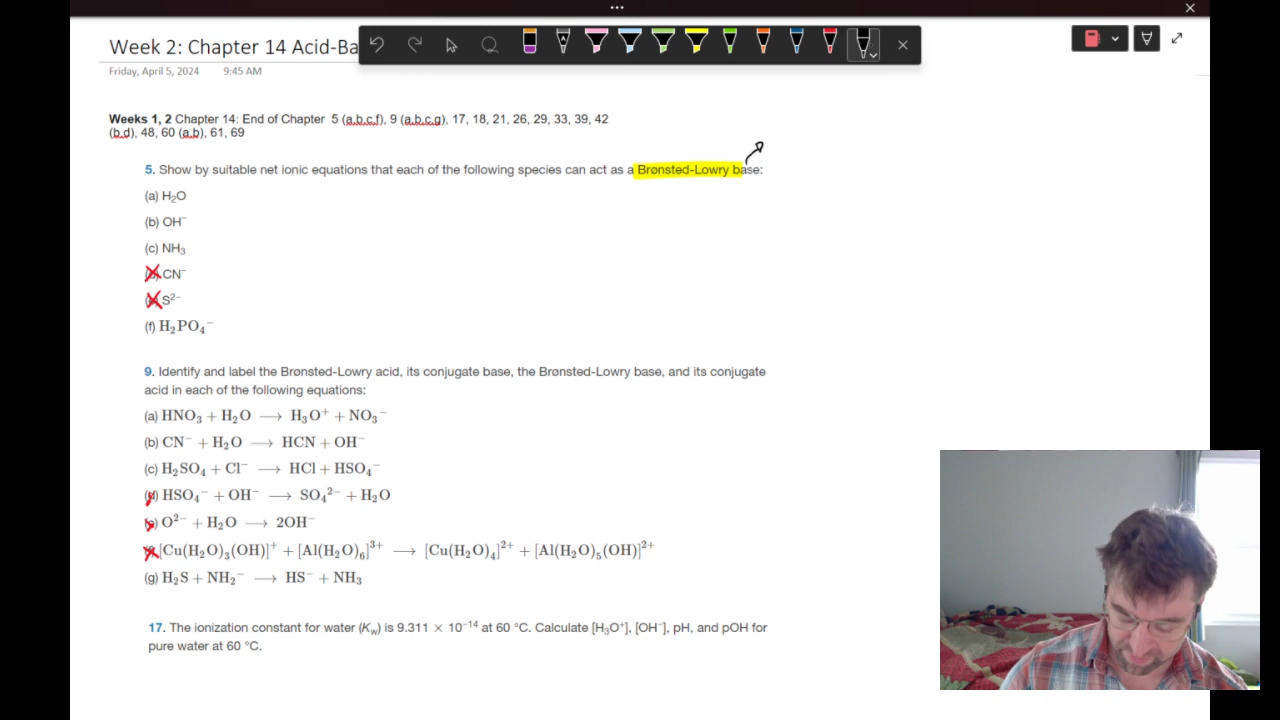 Week 2: Chapter 14 Acid-Ba
Friday, April 5, 2024 9:45 AM
Weeks 1, 2 Chapter 14: End of Chapter 5 (a,b,c,f), 9 (a,b,c,g), 17, 18, 21, 26, 29, 33, 39, 42
(b,d), 48, 60 (a,b), 61, 69
5. Show by suitable net ionic equations that each of the following species can act as a Brønsted-Lowry base:
(a) H₂O
(b) OH⁻
(c) NH₃
CN⁻
S²⁻
(f) H₂PO₄⁻
9. Identify and label the Brønsted-Lowry acid, its conjugate base, the Brønsted-Lowry base, and its conjugate
acid in each of the following equations:
(a) HNO₃ + H₂O ⟶ H₃O⁺ + NO₃⁻
(b) CN⁻ + H₂O ⟶ HCN + OH⁻
(c) H₂SO₄ + Cl⁻ ⟶ HCl + HSO₄⁻
(d) HSO₄⁻ + OH⁻ ⟶ SO₄²⁻ + H₂O
(e) O²⁻ + H₂O ⟶ 2OH⁻
[Cu(H₂O)₃(OH)]⁺ + [Al(H₂O)₆]³⁺ ⟶ [Cu(H₂O)₄]²⁺ + [Al(H₂O)₅(OH)]²⁺
(g) H₂S + NH₂⁻ ⟶ HS⁻ + NH₃
17. The ionization constant for water (Kw) is 9.311 × 10⁻¹⁴ at 60 °C. Calculate [H₃O⁺], [OH⁻], pH, and pOH for
pure water at 60 °C.